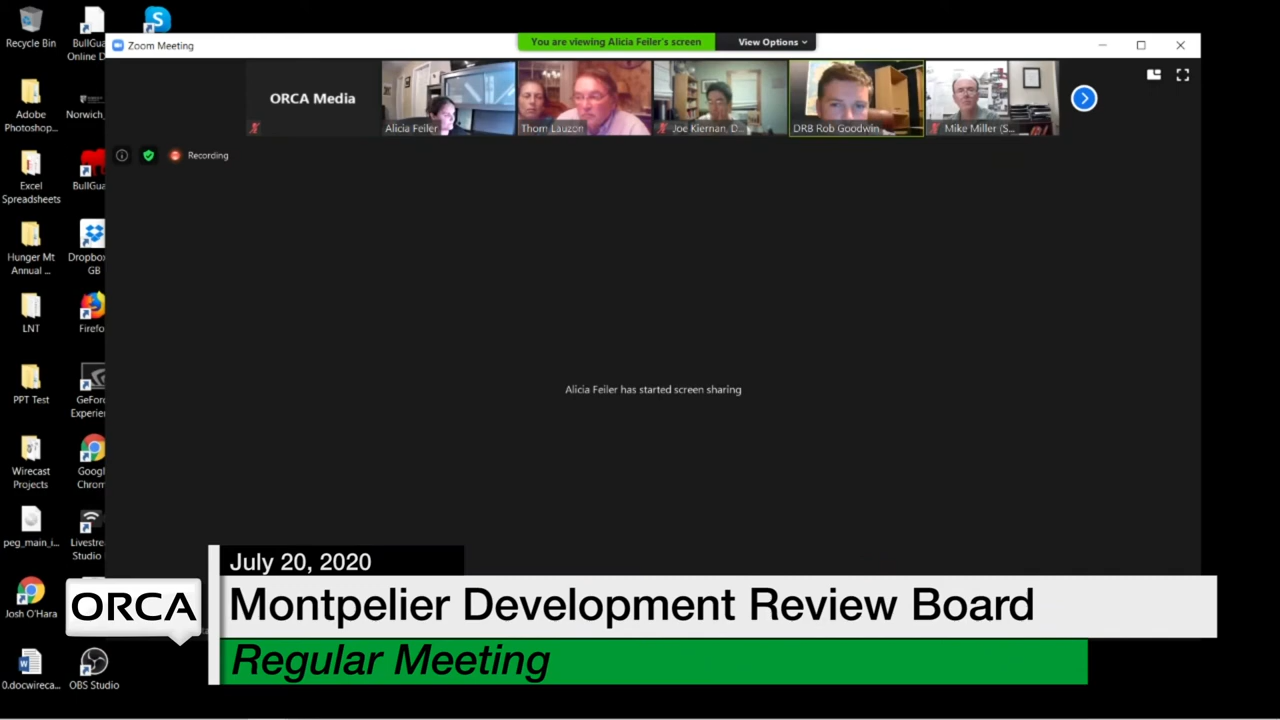 You are viewing Alicia Feiler's screen
View Options
Zoom Meeting
ORCA Media
Alicia Feiler
Thorn Lauzon
Joe Kiernan, D...
DRB Rob Goodwin
Mike Miller (S...
Recording
Recycle Bin
BullGua
Online D
Adobe
Photoshop...
Norwich_
Excel
Spreadsheets
BullGua
Hunger Mt
Annual ...
Dropbox
GB
LNT
Firefo
PPT Test
GeForc
Experien
Wirecast
Projects
Googl
Chrom
peg_main_i...
Livestrea
Studio
Josh O'Hara
0.docwireca...
OBS Studio
Alicia Feiler has started screen sharing
July 20, 2020
ORCA
Montpelier Development Review Board
Regular Meeting